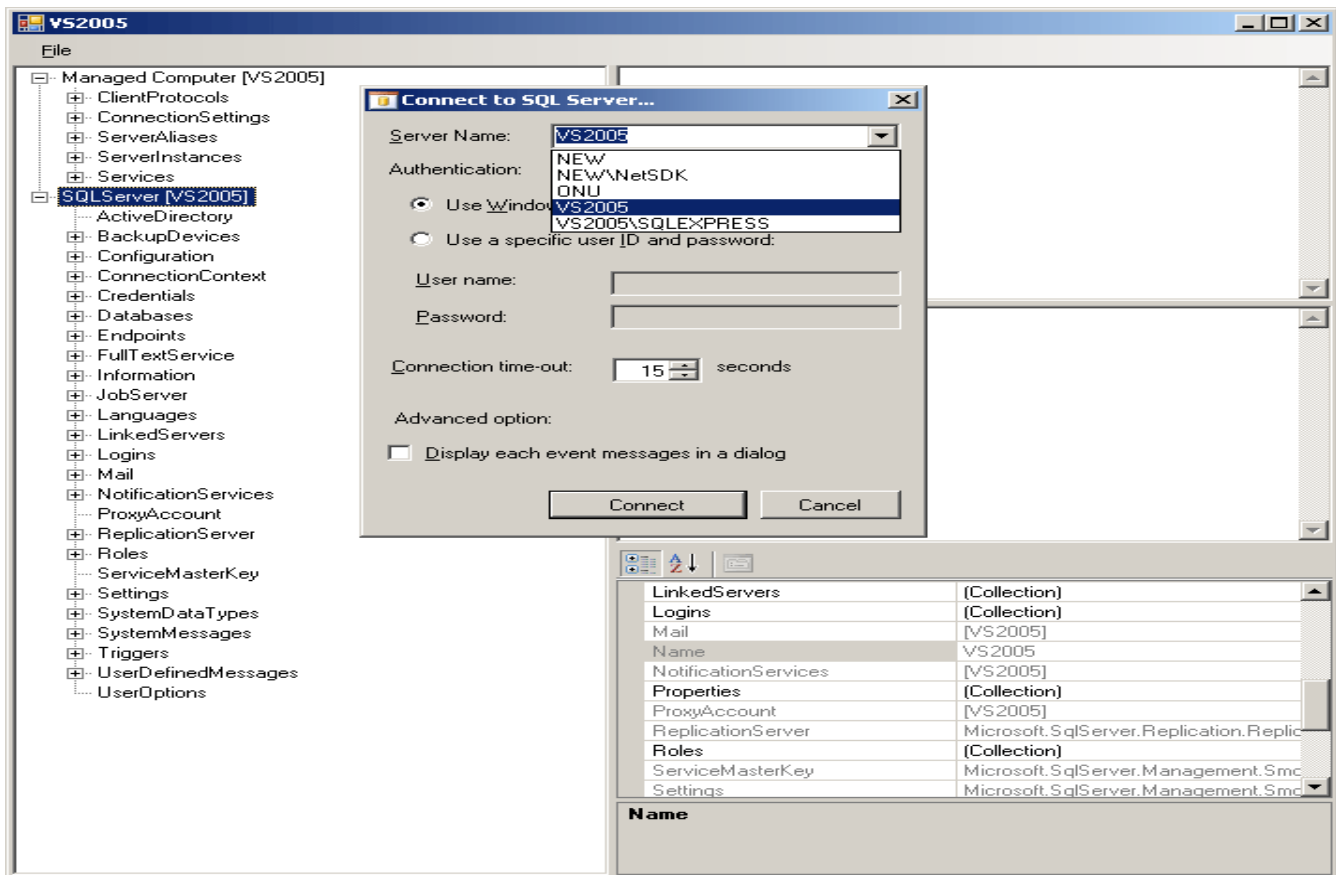 VS2005
File
Managed Computer [VS2005]
ClientProtocols
ConnectionSettings
ServerAliases
ServerInstances
Services
SQLServer [VS2005]
ActiveDirectory
BackupDevices
Configuration
ConnectionContext
Credentials
Databases
Endpoints
FullTextService
Information
JobServer
Languages
LinkedServers
Logins
Mail
NotificationServices
ProxyAccount
ReplicationServer
Roles
ServiceMasterKey
Settings
SystemDataTypes
SystemMessages
Triggers
UserDefinedMessages
UserOptions
Connect to SQL Server...
Server Name: VS2005
NEW
NEW\NetSDK
ONU
VS2005
VS2005\SQLEXPRESS
Authentication:
Use Windo
Use a specific user ID and password:
User name:
Password:
Connection time-out: 15 seconds
Advanced option:
Display each event messages in a dialog
Connect Cancel
LinkedServers (Collection)
Logins (Collection)
Mail [VS2005]
Name VS2005
NotificationServices [VS2005]
Properties (Collection)
ProxyAccount [VS2005]
ReplicationServer Microsoft.SqlServer.Replication.Replic
Roles (Collection)
ServiceMasterKey Microsoft.SqlServer.Management.Smo
Settings Microsoft.SqlServer.Management.Smo
Name